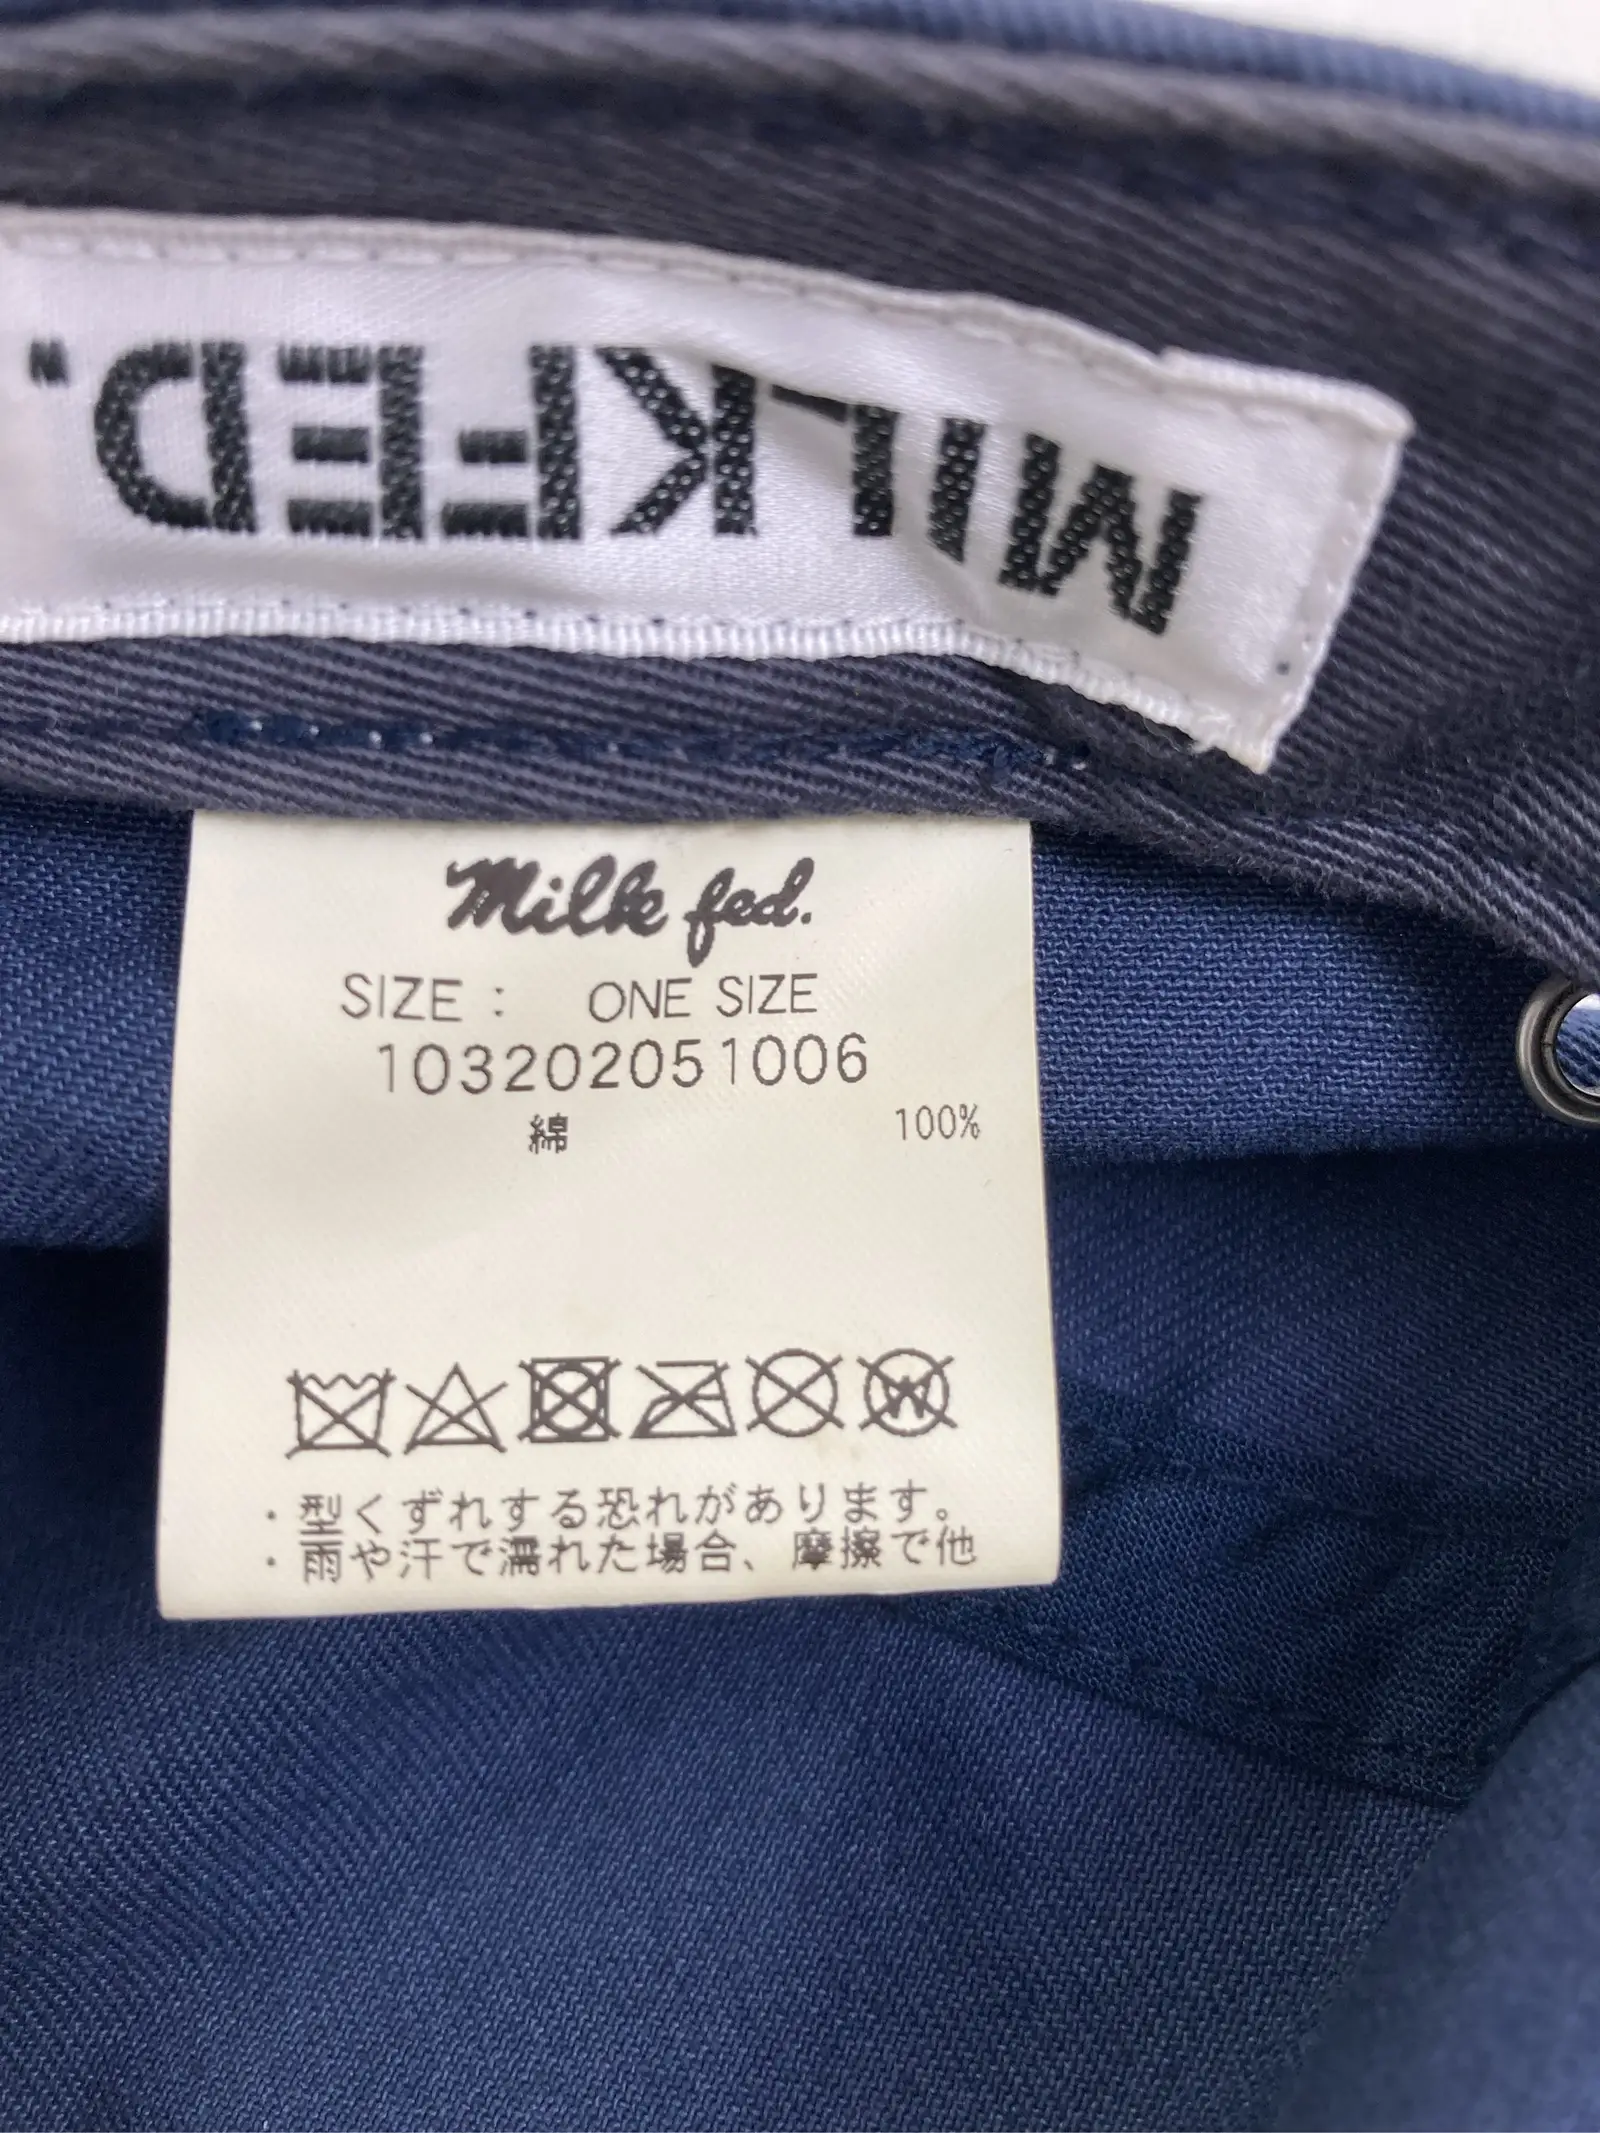 MILKFED.
Milk fed.
SIZE : ONE SIZE
103202051006
綿 100%
W
・型くずれする恐れがあります。
・雨や汗で濡れた場合、摩擦で他